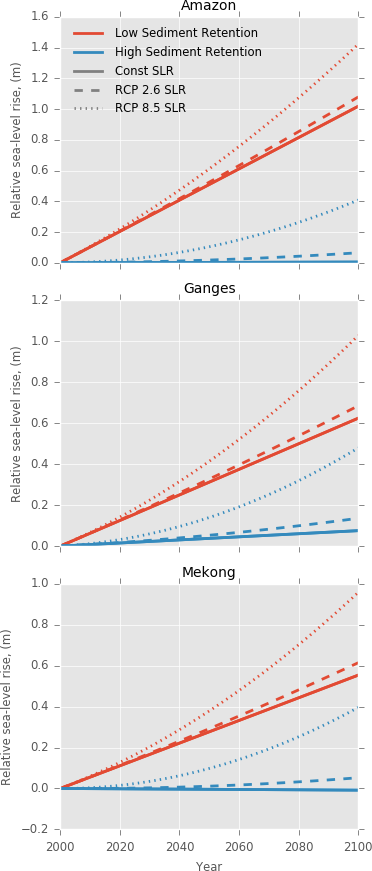 Amazon
1.6
1.4
1.2
1.0
0.8
0.6
0.4
0.2
0.0
Relative sea-level rise, (m)
Low Sediment Retention
High Sediment Retention
Const SLR
RCP 2.6 SLR
RCP 8.5 SLR
Ganges
1.2
1.0
0.8
0.6
0.4
0.2
0.0
Relative sea-level rise, (m)
Mekong
1.0
0.8
0.6
0.4
0.2
0.0
−0.2
Relative sea-level rise, (m)
2000 2020 2040 2060 2080 2100
Year